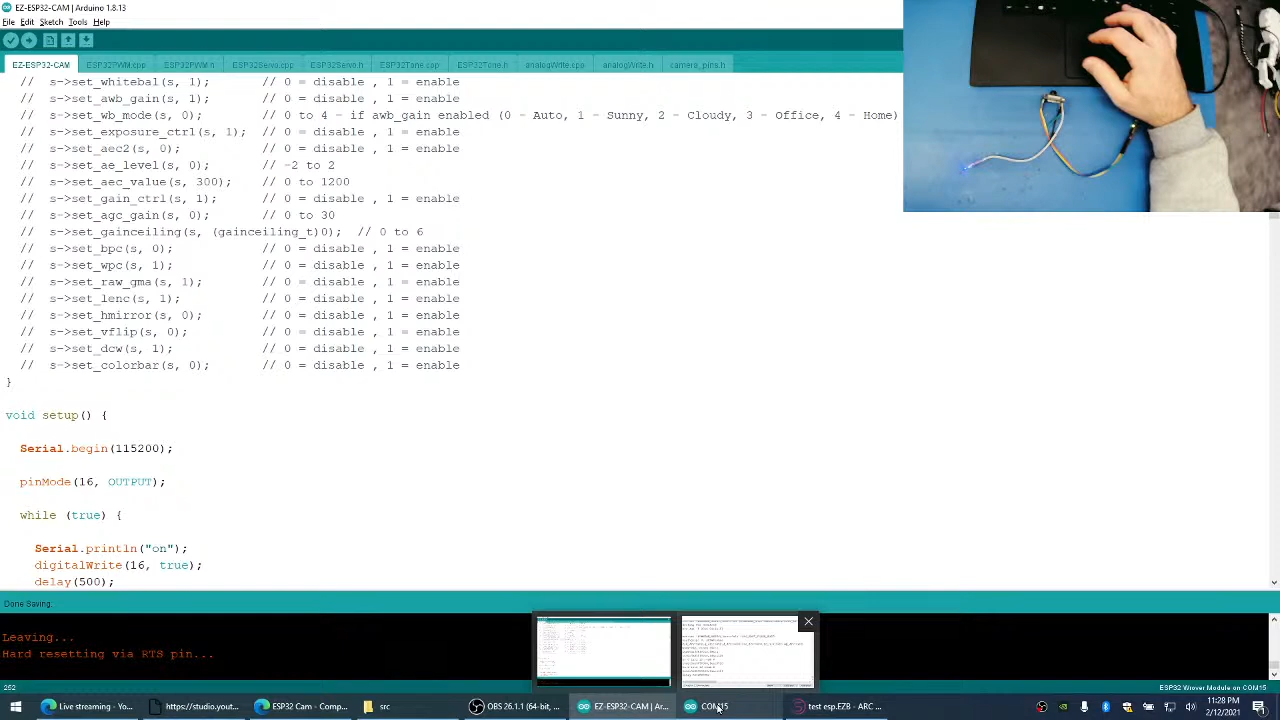 EZ-ESP32-CAM | Arduino 1.8.13
File Edit Sketch Tools Help
EZ-ESP32-CAM ESP32PWM.cpp ESP32PWM.h ESP32Servo.cpp ESP32Servo.h ESP32Tone.cpp ESP32Tone.h analogWrite.cpp analogWrite.h camera_pins.h
// s->set_whitebal(s, 1); // 0 = disable , 1 = enable
// s->set_awb_gain(s, 1); // 0 = disable , 1 = enable
// s->set_wb_mode(s, 0); // 0 to 4 - if awb_gain enabled (0 - Auto, 1 - Sunny, 2 - Cloudy, 3 - Office, 4 - Home)
// s->set_exposure_ctrl(s, 1); // 0 = disable , 1 = enable
// s->set_aec2(s, 0); // 0 = disable , 1 = enable
// s->set_ae_level(s, 0); // -2 to 2
// s->set_aec_value(s, 300); // 0 to 1200
// s->set_gain_ctrl(s, 1); // 0 = disable , 1 = enable
// s->set_agc_gain(s, 0); // 0 to 30
// s->set_gainceiling(s, (gainceiling_t)0); // 0 to 6
// s->set_bpc(s, 0); // 0 = disable , 1 = enable
// s->set_wpc(s, 1); // 0 = disable , 1 = enable
// s->set_raw_gma(s, 1); // 0 = disable , 1 = enable
// s->set_lenc(s, 1); // 0 = disable , 1 = enable
// s->set_hmirror(s, 0); // 0 = disable , 1 = enable
// s->set_vflip(s, 0); // 0 = disable , 1 = enable
// s->set_dcw(s, 1); // 0 = disable , 1 = enable
// s->set_colorbar(s, 0); // 0 = disable , 1 = enable
}
void setup() {
Serial.begin(115200);
pinMode(16, OUTPUT);
while (true) {
Serial.println("on");
digitalWrite(16, true);
delay(500);
Done Saving.
Leaving...
RTS pin...
ESP32 Wrover Module on COM15
studio.you...
Cam - Comp...
src
OBS 26.1.1 (64-bit, ...
EZ-ESP32-CAM | Ar...
COM15
test esp.EZB - ARC ...
11:28 PM
2/12/2021